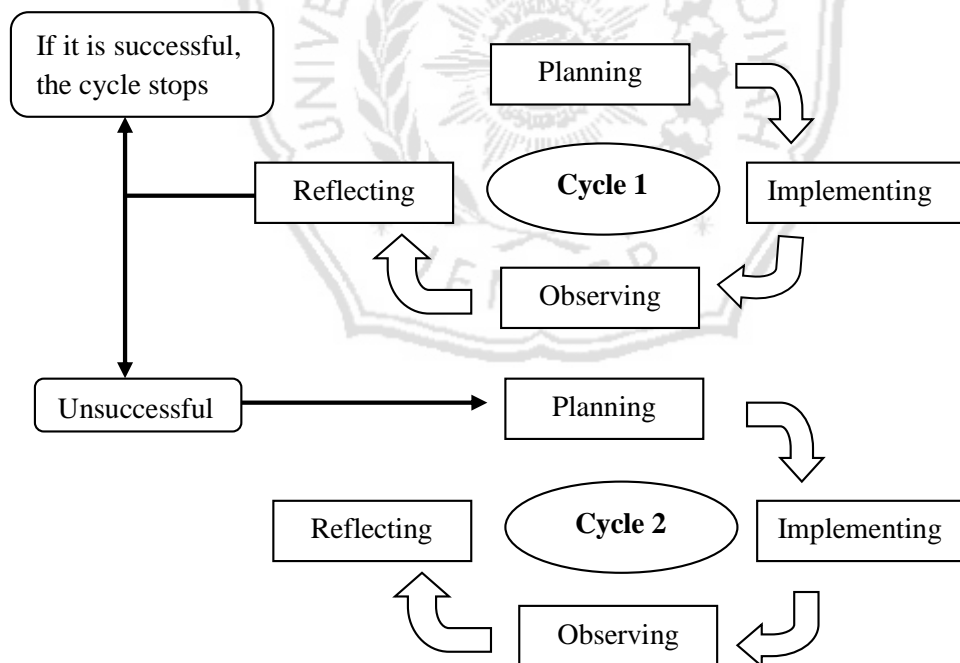 If it is successful,
the cycle stops
Planning
Reflecting
Cycle 1
Implementing
Observing
Unsuccessful
Planning
Reflecting
Cycle 2
Implementing
Observing